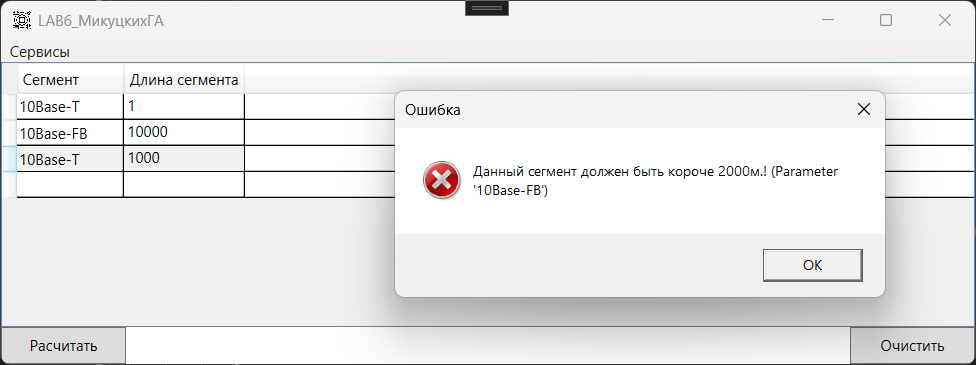 LAB6_МикуцкихГА
Сервисы
Сегмент Длина сегмента
10Base-T 1
10Base-FB 10000
10Base-T 1000
Ошибка
Данный сегмент должен быть короче 2000м.! (Parameter
'10Base-FB')
OK
Расчитать
Очистить